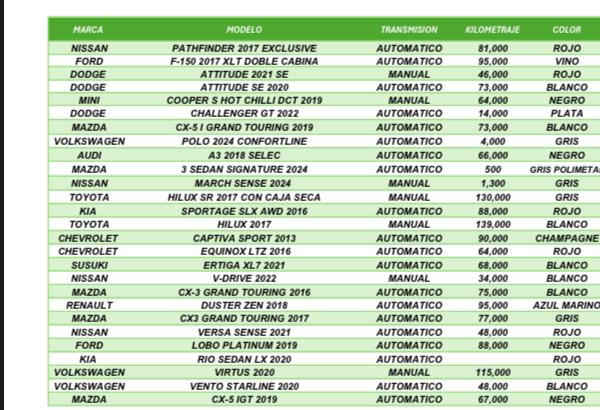 MARCA MODELO TRANSMISION KILOMETRAJE COLOR
NISSAN PATHFINDER 2017 EXCLUSIVE AUTOMATICO 81,000 ROJO
FORD F-150 2017 XLT DOBLE CABINA AUTOMATICO 95,000 VINO
DODGE ATTITUDE 2021 SE MANUAL 46,000 ROJO
DODGE ATTITUDE SE 2020 AUTOMATICO 73,000 BLANCO
MINI COOPER S HOT CHILLI DCT 2019 MANUAL 64,000 NEGRO
DODGE CHALLENGER GT 2022 AUTOMATICO 14,000 PLATA
MAZDA CX-5 I GRAND TOURING 2019 AUTOMATICO 73,000 BLANCO
VOLKSWAGEN POLO 2024 CONFORTLINE AUTOMATICO 4,000 GRIS
AUDI A3 2018 SELEC AUTOMATICO 66,000 NEGRO
MAZDA 3 SEDAN SIGNATURE 2024 AUTOMATICO 500 GRIS POLIMETA
NISSAN MARCH SENSE 2024 MANUAL 1,300 GRIS
TOYOTA HILUX SR 2017 CON CAJA SECA MANUAL 130,000 GRIS
KIA SPORTAGE SLX AWD 2016 AUTOMATICO 88,000 ROJO
TOYOTA HILUX 2017 MANUAL 139,000 BLANCO
CHEVROLET CAPTIVA SPORT 2013 AUTOMATICO 90,000 CHAMPAGNE
CHEVROLET EQUINOX LTZ 2016 AUTOMATICO 64,000 ROJO
SUSUKI ERTIGA XL7 2021 AUTOMATICO 68,000 BLANCO
NISSAN V-DRIVE 2022 MANUAL 34,000 BLANCO
MAZDA CX-3 GRAND TOURING 2016 AUTOMATICO 75,000 BLANCO
RENAULT DUSTER ZEN 2018 AUTOMATICO 95,000 AZUL MARINO
MAZDA CX3 GRAND TOURING 2017 AUTOMATICO 77,000 GRIS
NISSAN VERSA SENSE 2021 AUTOMATICO 48,000 ROJO
FORD LOBO PLATINUM 2019 AUTOMATICO 88,000 NEGRO
KIA RIO SEDAN LX 2020 AUTOMATICO ROJO
VOLKSWAGEN VIRTUS 2020 MANUAL 115,000 GRIS
VOLKSWAGEN VENTO STARLINE 2020 AUTOMATICO 48,000 BLANCO
MAZDA CX-5 IGT 2019 AUTOMATICO 67,000 NEGRO